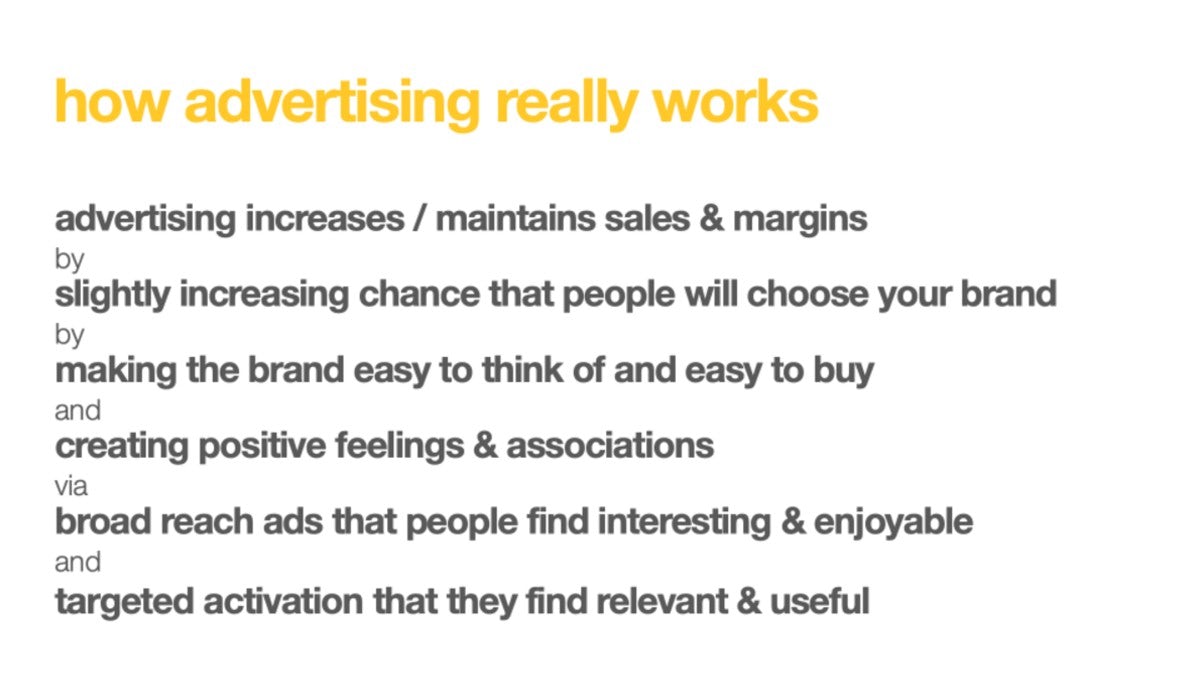 how advertising really works
advertising increases / maintains sales & margins
by
slightly increasing chance that people will choose your brand
by
making the brand easy to think of and easy to buy
and
creating positive feelings & associations
via
broad reach ads that people find interesting & enjoyable
and
targeted activation that they find relevant & useful